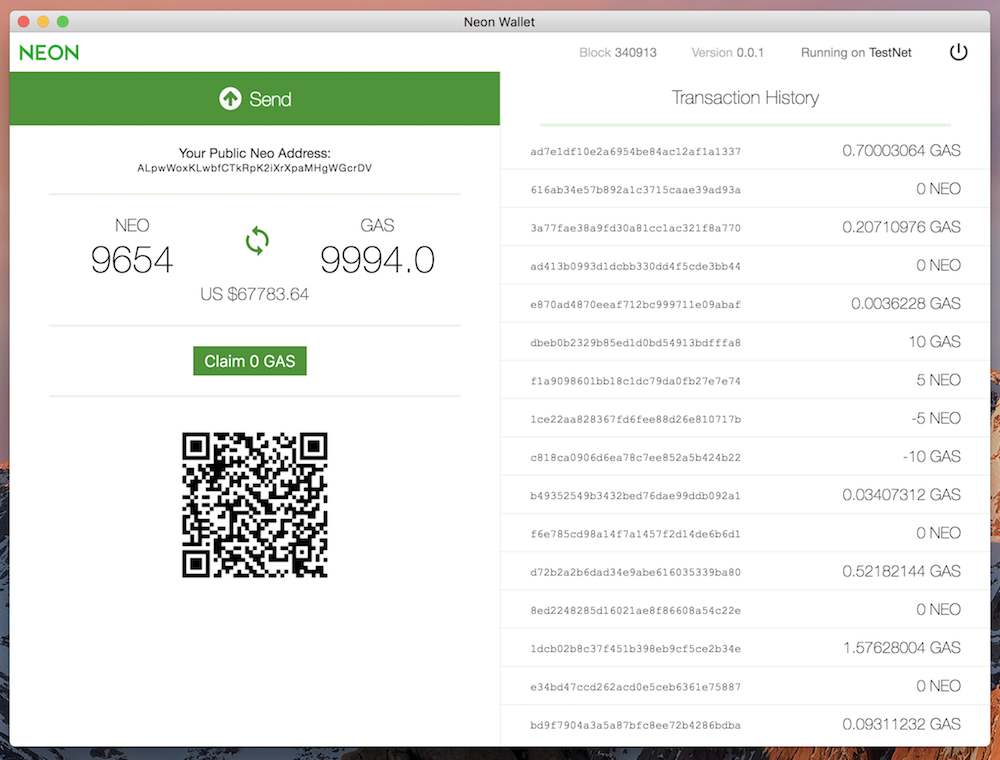 Neon Wallet
NEON
Block 340913
Version 0.0.1
Running on TestNet
Send
Your Public Neo Address:
ALpwWoxKLwbfCTkRpK2iXrXpaMHgWGcrDV
NEO
9654
GAS
9994.0
US $67783.64
Claim 0 GAS
Transaction History
ad7e1df10e2a6954be84ac12af1a1337 0.70003064 GAS
616ab34e57b892a1c3715caae39ad93a 0 NEO
3a77fae38a9fd30a81cc1ac321f8a770 0.20710976 GAS
ad413b0993d1dcbb330dd4f5cde3bb44 0 NEO
e870ad4870eeaf712bc999711e09abaf 0.0036228 GAS
dbeb0b2329b85ed1d0bd54913bdfffa8 10 GAS
f1a9098601bb18c1dc79da0fb27e7e74 5 NEO
1ce22aa828367fd6fee88d26e810717b -5 NEO
c818ca0906d6ea78c7ee852a5b424b22 -10 GAS
b49352549b3432bed76dae99ddb092a1 0.03407312 GAS
f6e785cd98a14f7a1457f2d14de6b6d1 0 NEO
d72b2a2b6dad34e9abe616035339ba80 0.52182144 GAS
8ed2248285d16021ae8f86608a54c22e 0 NEO
1dcb02b8c37f451b398eb9cf5ce2b34e 1.57628004 GAS
e34bd47ccd262acd0e5ceb6361e75887 0 NEO
bd9f7904a3a5a87bfc8ee72b4286bdba 0.09311232 GAS